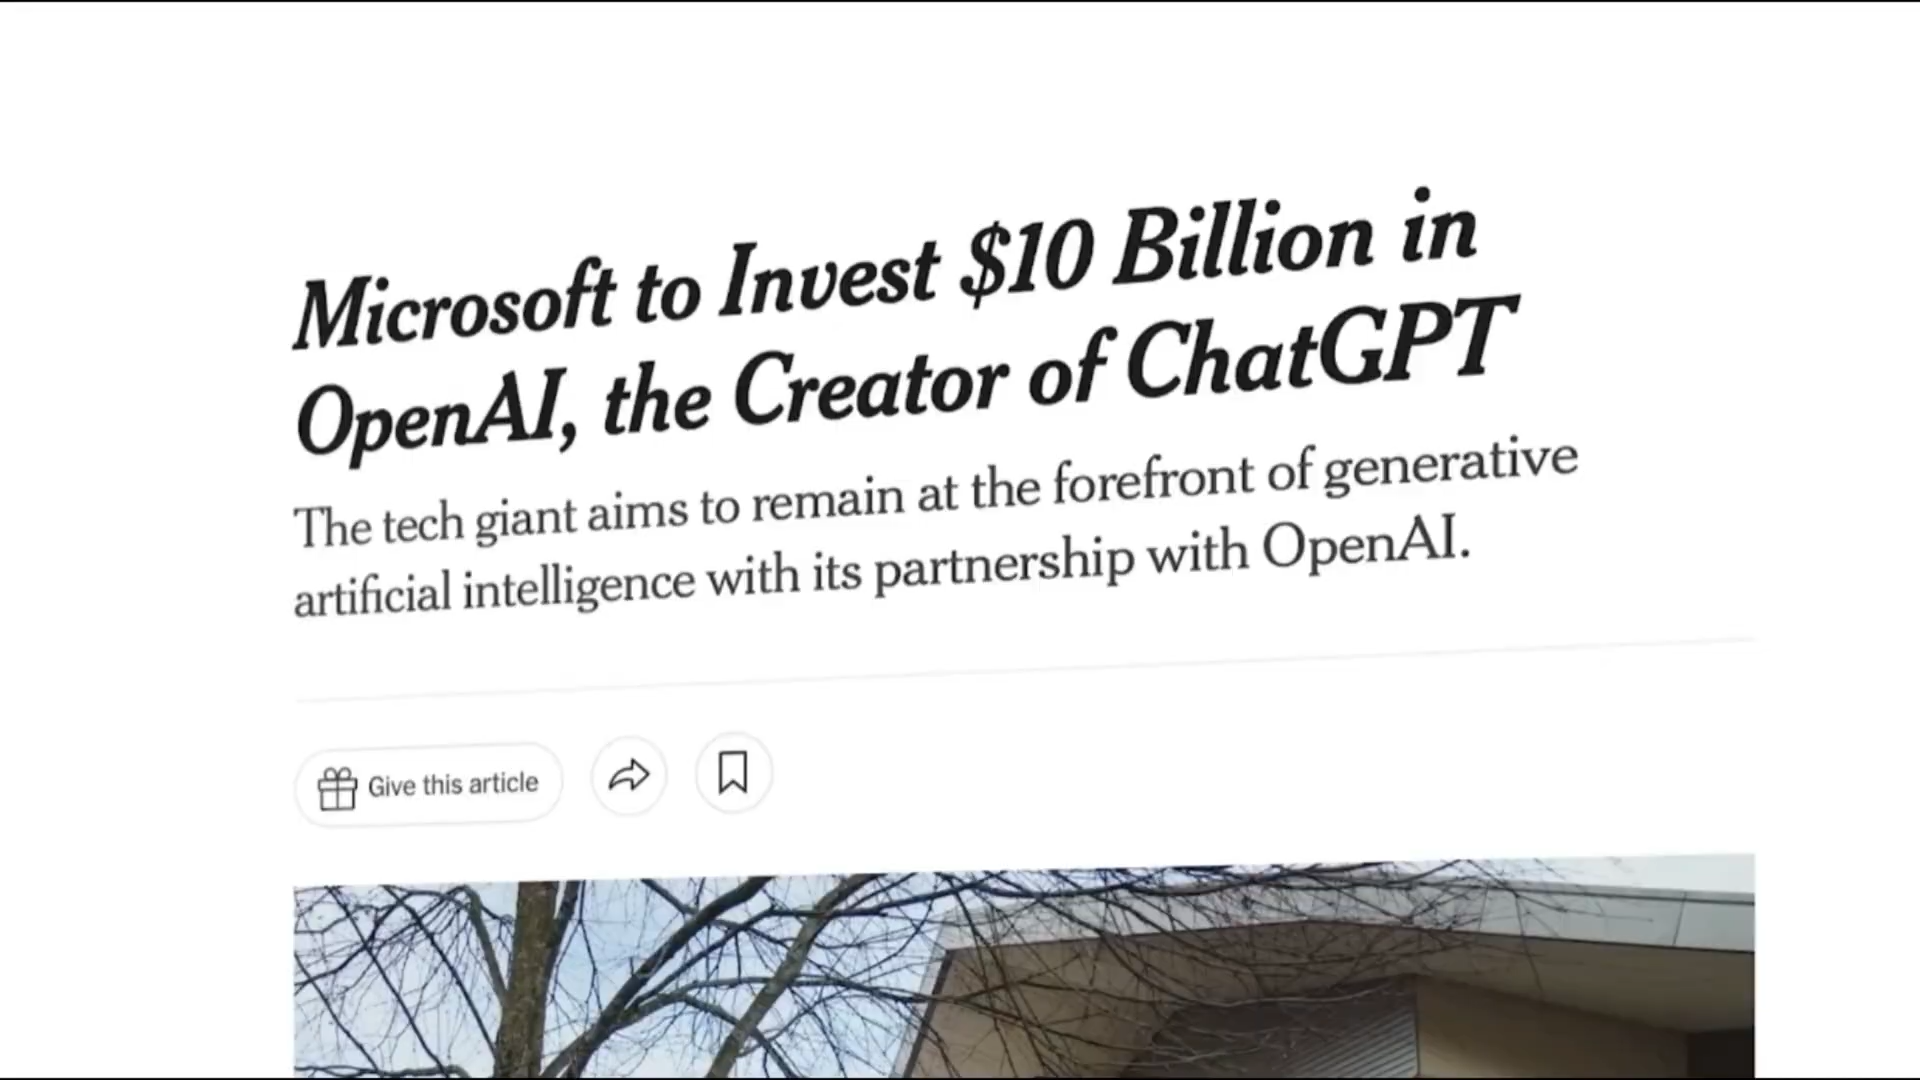 Microsoft to Invest $10 Billion in
OpenAI, the Creator of ChatGPT
The tech giant aims to remain at the forefront of generative
artificial intelligence with its partnership with OpenAI.
Give this article